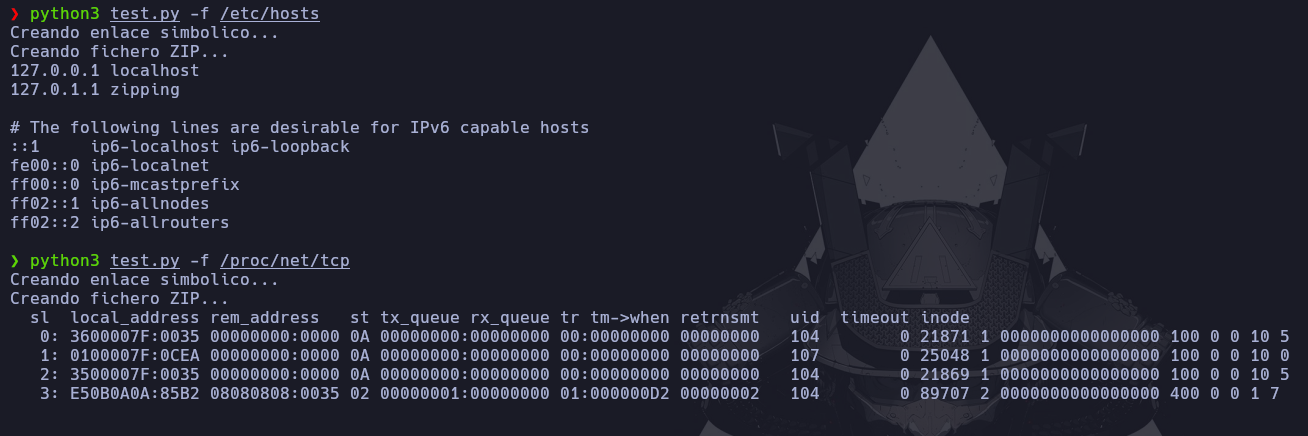 ❯ python3 test.py -f /etc/hosts
Creando enlace simbolico...
Creando fichero ZIP...
127.0.0.1 localhost
127.0.1.1 zipping
# The following lines are desirable for IPv6 capable hosts
::1     ip6-localhost ip6-loopback
fe00::0 ip6-localnet
ff00::0 ip6-mcastprefix
ff02::1 ip6-allnodes
ff02::2 ip6-allrouters
❯ python3 test.py -f /proc/net/tcp
Creando enlace simbolico...
Creando fichero ZIP...
  sl  local_address rem_address   st tx_queue rx_queue tr tm->when retrnsmt   uid  timeout inode
   0: 3600007F:0035 00000000:0000 0A 00000000:00000000 00:00000000 00000000   104        0 21871 1 0000000000000000 100 0 0 10 5
   1: 0100007F:0CEA 00000000:0000 0A 00000000:00000000 00:00000000 00000000   107        0 25048 1 0000000000000000 100 0 0 10 0
   2: 3500007F:0035 00000000:0000 0A 00000000:00000000 00:00000000 00000000   104        0 21869 1 0000000000000000 100 0 0 10 5
   3: E50B0A0A:85B2 08080808:0035 02 00000001:00000000 01:000000D2 00000002   104        0 89707 2 0000000000000000 400 0 0 1 7